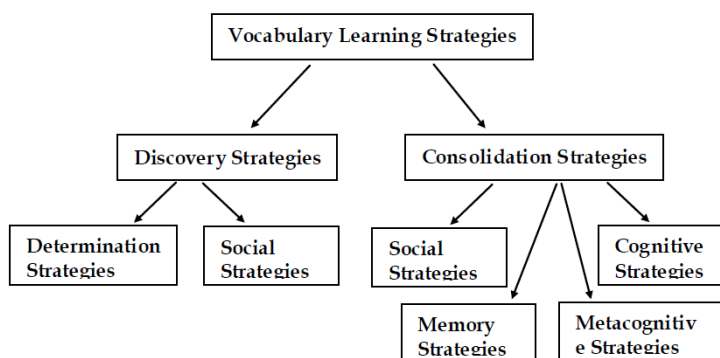 Vocabulary Learning Strategies
Discovery Strategies
Consolidation Strategies
Determination
Strategies
Social
Strategies
Social
Strategies
Cognitive
Strategies
Memory
Strategies
Metacognitiv
e Strategies